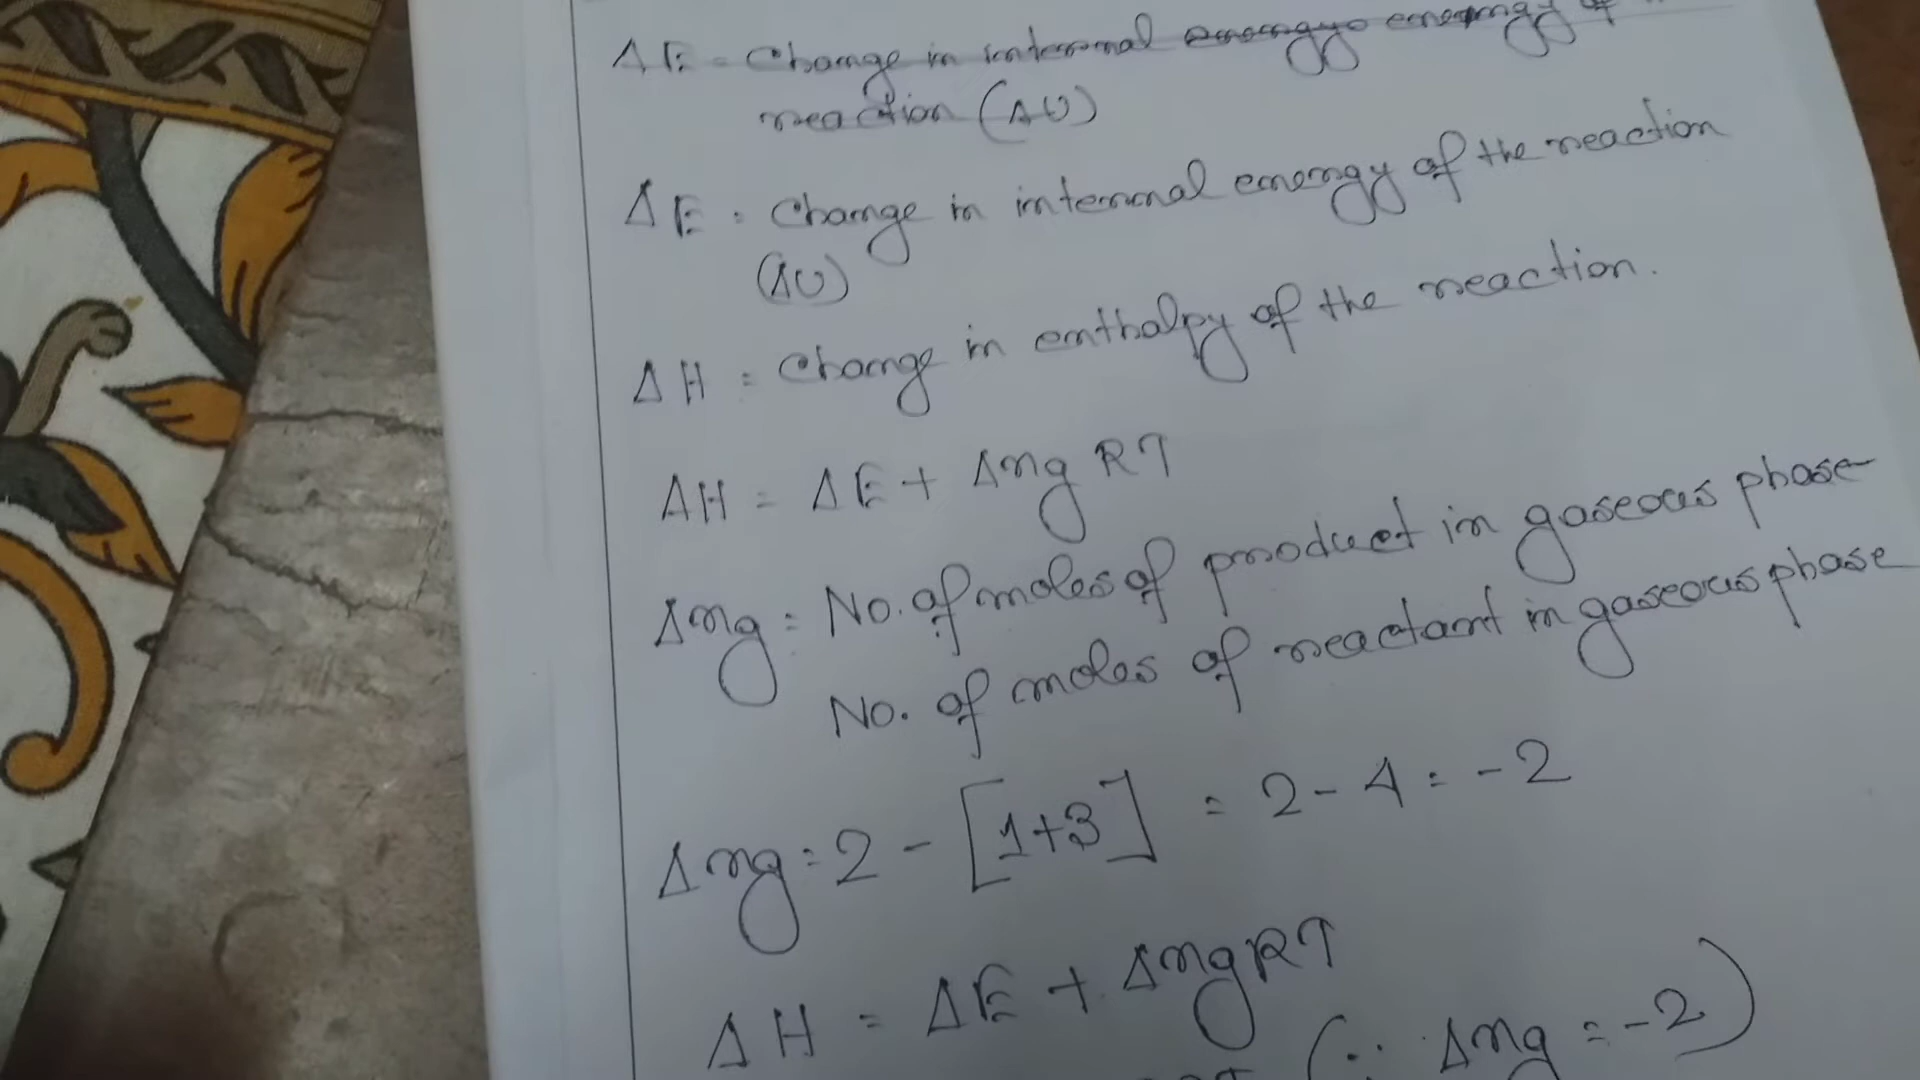 ΔE = Change in internal energyo energy of
reaction (ΔU)
ΔE = Change in internal energy of the reaction
(ΔU)
ΔH = Change in enthalpy of the reaction.
ΔH = ΔE + Δng RT
Δng = No. of moles of product in gaseous phase -
No. of moles of reactant in gaseous phase
Δng = 2 - [1+3] = 2 - 4 = -2
ΔH = ΔE + ΔngRT
(∵ Δng = -2)